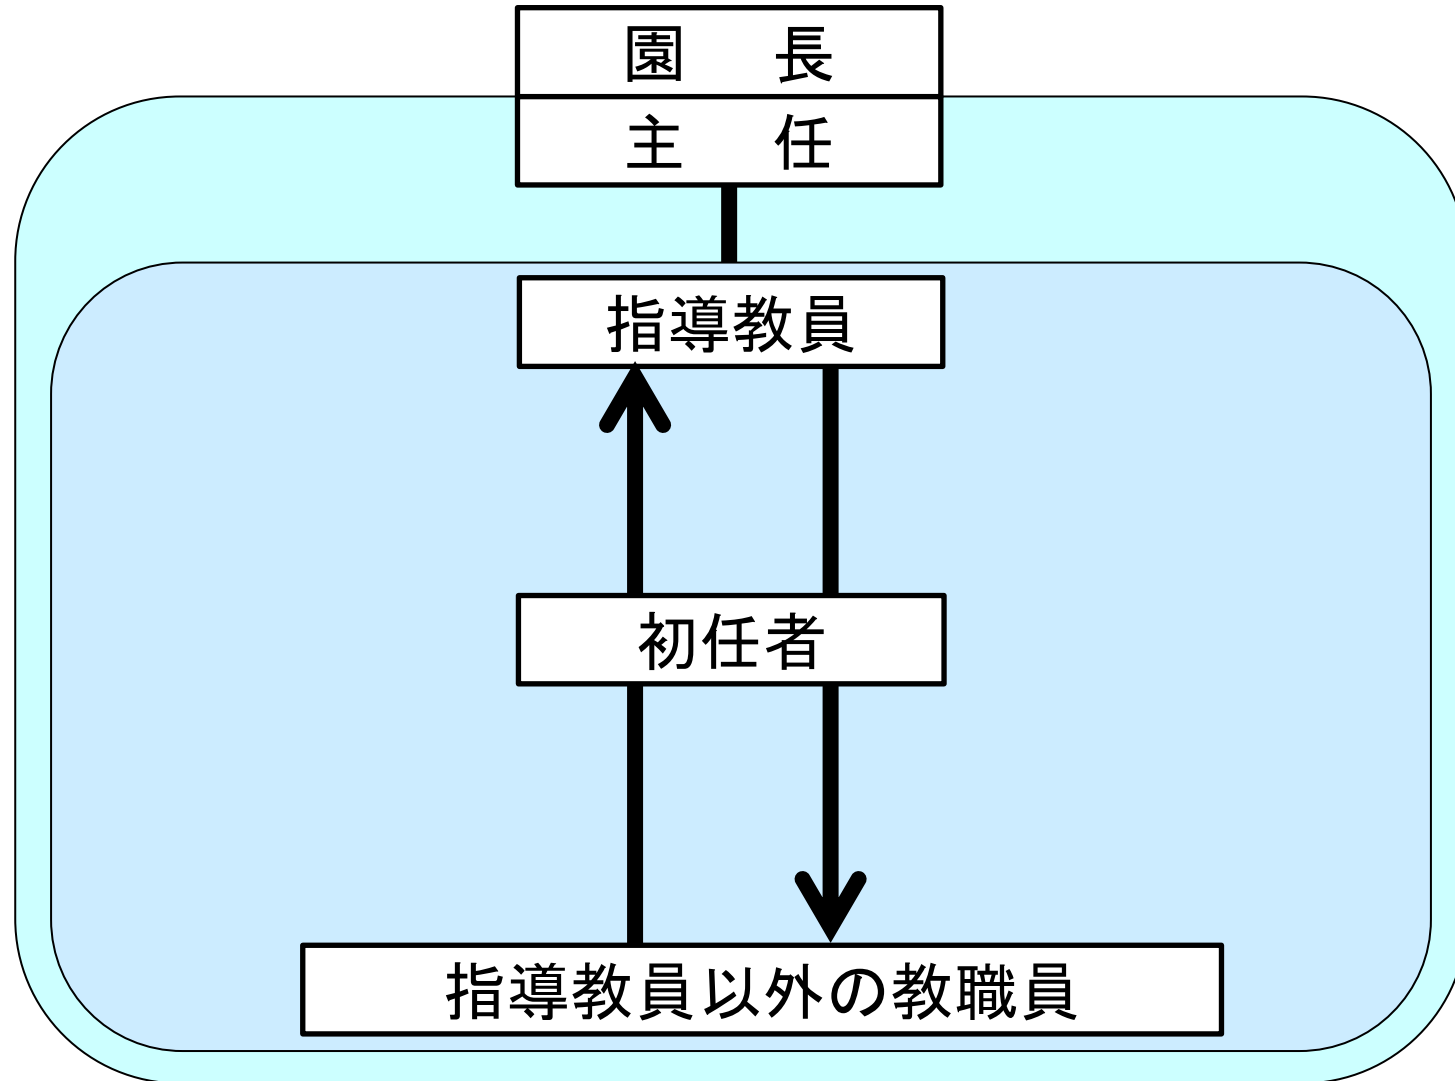 園　長
主　任
指導教員
初任者
指導教員以外の教職員